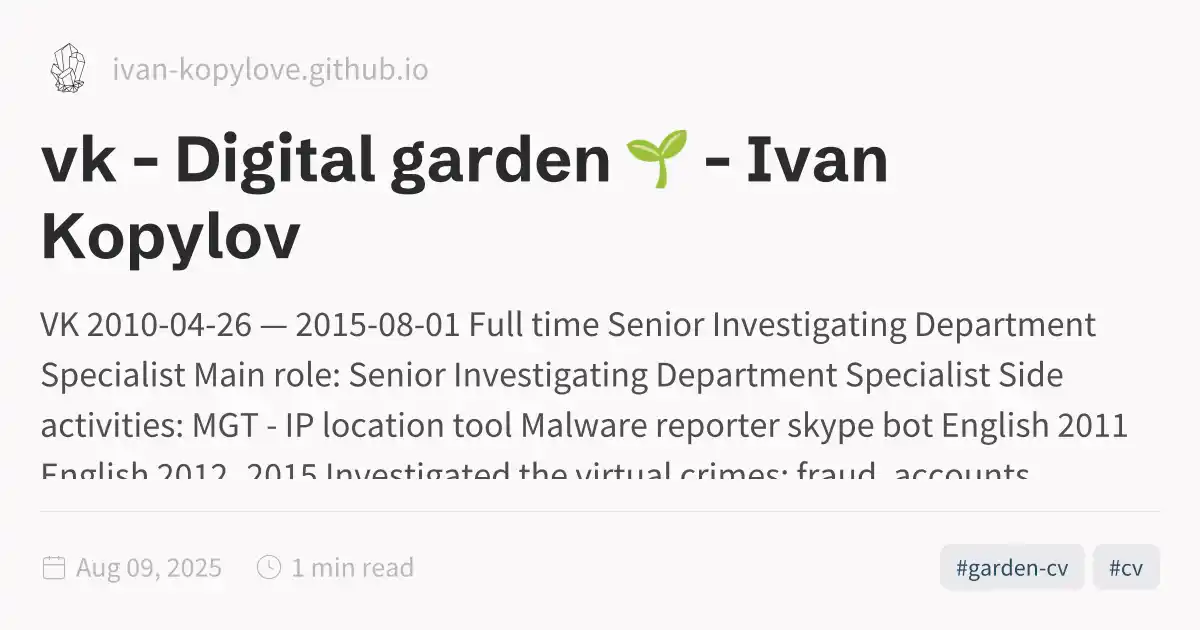 ivan-kopylove.github.io
vk - Digital garden 🌱 - Ivan
Kopylov
VK 2010-04-26 — 2015-08-01 Full time Senior Investigating Department
Specialist Main role: Senior Investigating Department Specialist Side
activities: MGT - IP location tool Malware reporter skype bot English 2011
English 2012, 2015 Investigated the virtual crimes: fraud, accounts
Aug 09, 2025
1 min read
#garden-cv
#cv